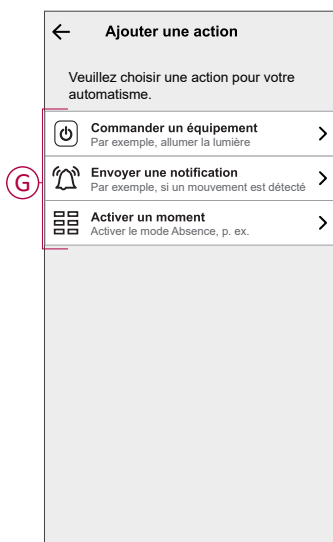 Ajouter une action
Veuillez choisir une action pour votre
automatisme.
Commander un équipement
Par exemple, allumer la lumière
G
Envoyer une notification
Par exemple, si un mouvement est détecté
Activer un moment
Activer le mode Absence, p. ex.